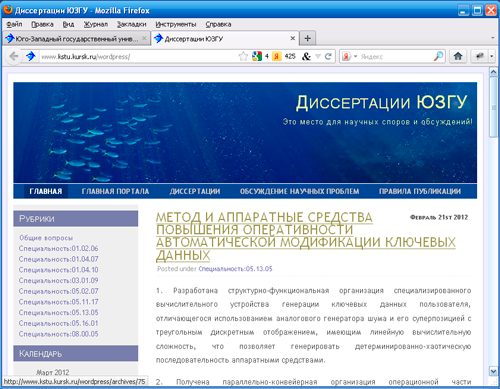 Диссертации ЮЗГУ - Mozilla Firefox
Файл Правка Вид Журнал Закладки Инструменты Справка
Юго-Западный государственный унив...
Диссертации ЮЗГУ
www.kstu.kursk.ru/wordpress/
4
425
Яндекс
Диссертации ЮЗГУ
Это место для научных споров и обсуждений!
ГЛАВНАЯ ГЛАВНАЯ ПОРТАЛА ДИССЕРТАЦИИ ОБСУЖДЕНИЕ НАУЧНЫХ ПРОБЛЕМ ПРАВИЛА ПУБЛИКАЦИИ
Рубрики
Общие вопросы
Специальность:01.02.06
Специальность:01.04.07
Специальность:01.04.10
Специальность:03.01.09
Специальность:05.02.07
Специальность:05.11.17
Специальность:05.13.05
Специальность:05.16.01
Специальность:08.00.05
Календарь
Март 2012
МЕТОД И АППАРАТНЫЕ СРЕДСТВА
ПОВЫШЕНИЯ ОПЕРАТИВНОСТИ
АВТОМАТИЧЕСКОЙ МОДИФИКАЦИИ КЛЮЧЕВЫХ
ДАННЫХ
Февраль 21st 2012
Posted under Специальность:05.13.05
1. Разработана структурно-функциональная организация специализированного
вычислительного устройства генерации ключевых данных пользователя,
отличающегося использованием аналогового генератора шума и его суперпозицией с
треугольным дискретным отображением, имеющим линейную вычислительную
сложность, что позволяет генерировать детерминированно-хаотическую
последовательность аппаратными средствами.
2. Получена параллельно-конвейерная организация операционной части
http://www.kstu.kursk.ru/wordpress/archives/75